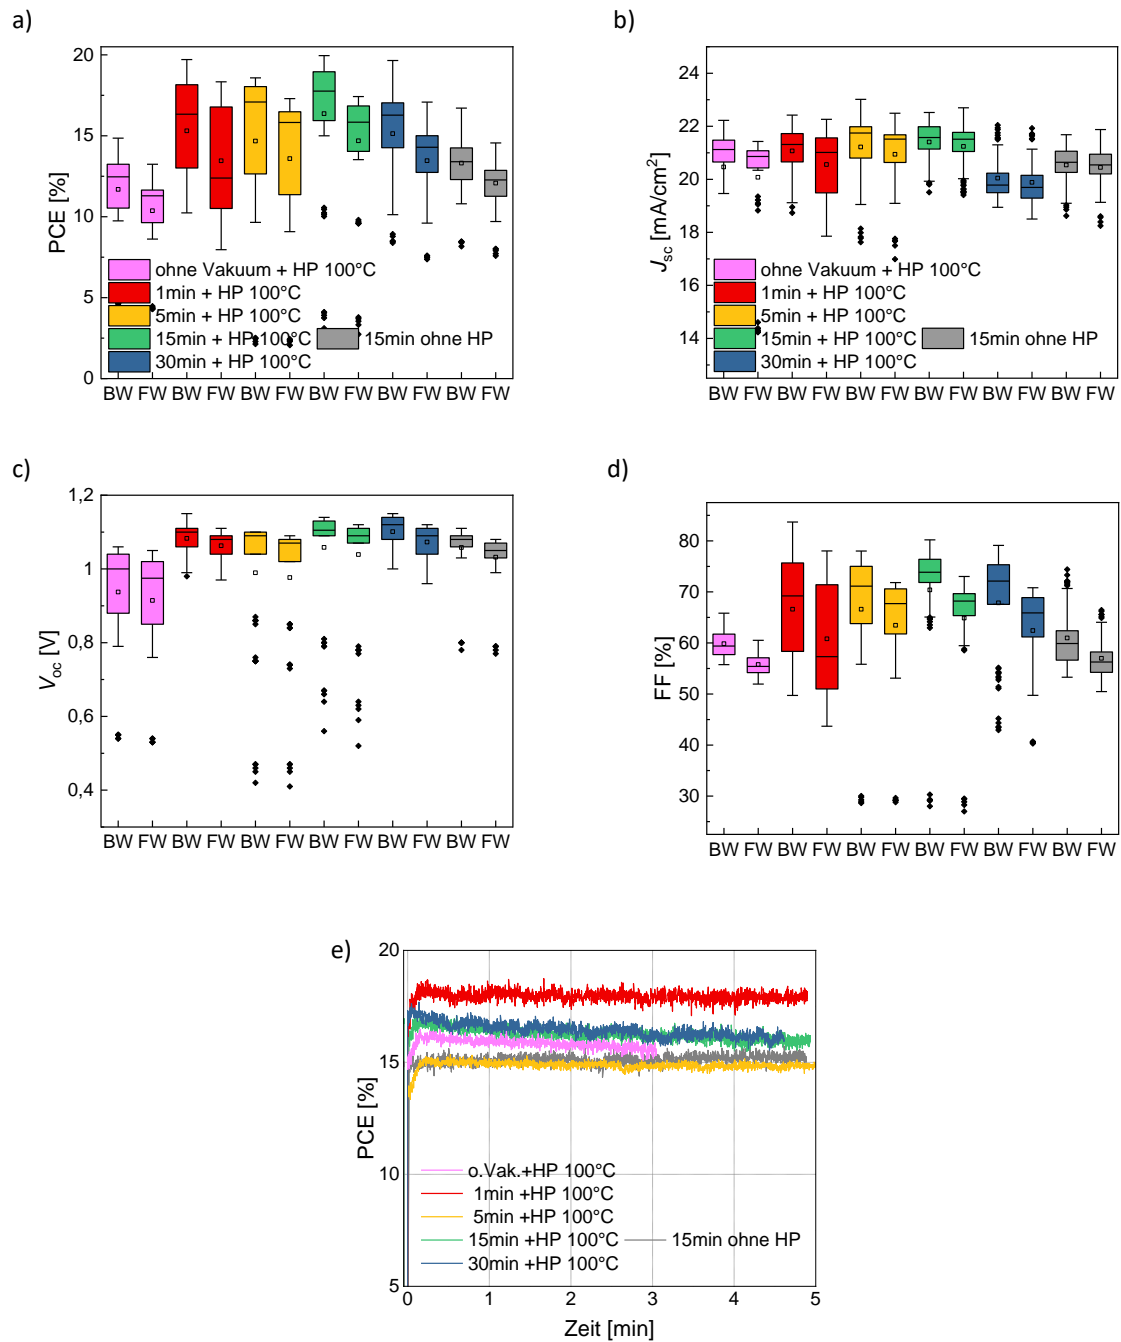 a)
PCE [%]
20
15
10
5
0
ohne Vakuum + HP 100°C
1min + HP 100°C
5min + HP 100°C
15min + HP 100°C
15min ohne HP
30min + HP 100°C
BW FW BW FW BW FW BW FW BW FW BW FW
b)
Jsc [mA/cm²]
24
22
20
18
16
14
ohne Vakuum + HP 100°C
1min + HP 100°C
5min + HP 100°C
15min + HP 100°C
15min ohne HP
30min + HP 100°C
BW FW BW FW BW FW BW FW BW FW BW FW
c)
Voc [V]
1,2
1
0,8
0,6
0,4
BW FW BW FW BW FW BW FW BW FW BW FW
d)
FF [%]
80
70
60
50
40
30
BW FW BW FW BW FW BW FW BW FW BW FW
e)
PCE [%]
20
15
10
5
o.Vak.+HP 100°C
1min +HP 100°C
5min +HP 100°C
15min +HP 100°C
15min ohne HP
30min +HP 100°C
0 1 2 3 4 5
Zeit [min]